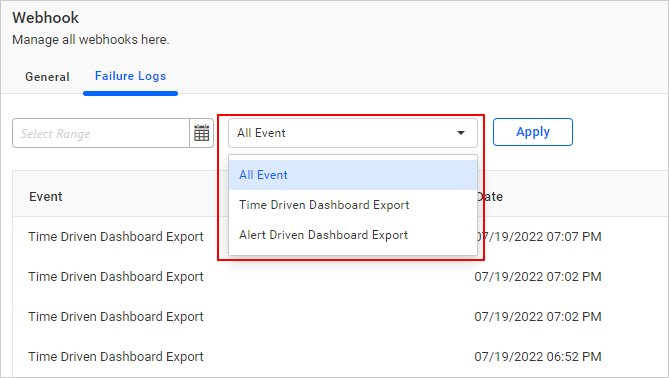 Webhook
Manage all webhooks here.
General Failure Logs
Select Range All Event Apply
All Event
Event Date
Time Driven Dashboard Export
Time Driven Dashboard Export 07/19/2022 07:07 PM
Alert Driven Dashboard Export
Time Driven Dashboard Export 07/19/2022 07:02 PM
Time Driven Dashboard Export 07/19/2022 07:02 PM
Time Driven Dashboard Export 07/19/2022 06:52 PM